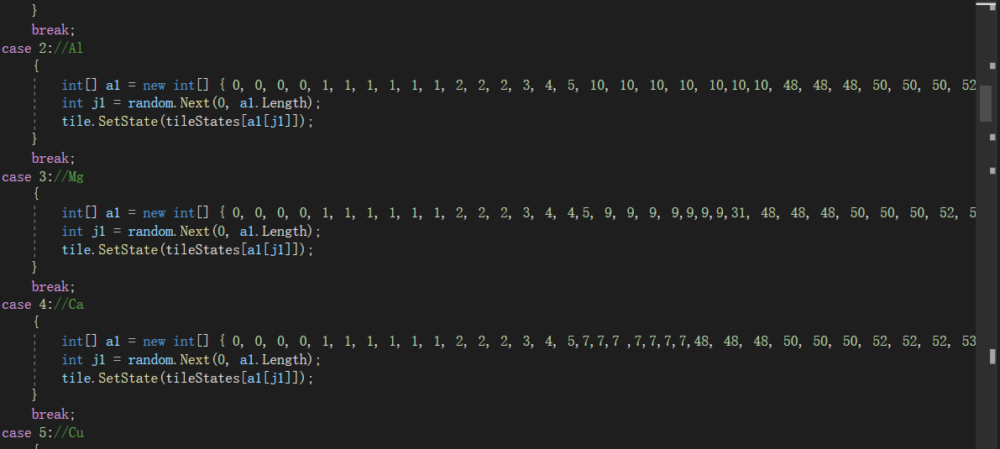 }
break;
case 2://Al
{
int[] a1 = new int[] { 0, 0, 0, 0, 1, 1, 1, 1, 1, 1, 2, 2, 2, 3, 4, 5, 10, 10, 10, 10, 10,10,10, 48, 48, 48, 50, 50, 50, 52
int j1 = random.Next(0, a1.Length);
tile.SetState(tileStates[a1[j1]]);
}
break;
case 3://Mg
{
int[] a1 = new int[] { 0, 0, 0, 0, 1, 1, 1, 1, 1, 1, 2, 2, 2, 3, 4, 4,5, 9, 9, 9, 9,9,9,9,31, 48, 48, 48, 50, 50, 50, 52, 5
int j1 = random.Next(0, a1.Length);
tile.SetState(tileStates[a1[j1]]);
}
break;
case 4://Ca
{
int[] a1 = new int[] { 0, 0, 0, 0, 1, 1, 1, 1, 1, 1, 2, 2, 2, 3, 4, 5,7,7,7 ,7,7,7,7,48, 48, 48, 50, 50, 50, 52, 52, 52, 53
int j1 = random.Next(0, a1.Length);
tile.SetState(tileStates[a1[j1]]);
}
break;
case 5://Cu
{